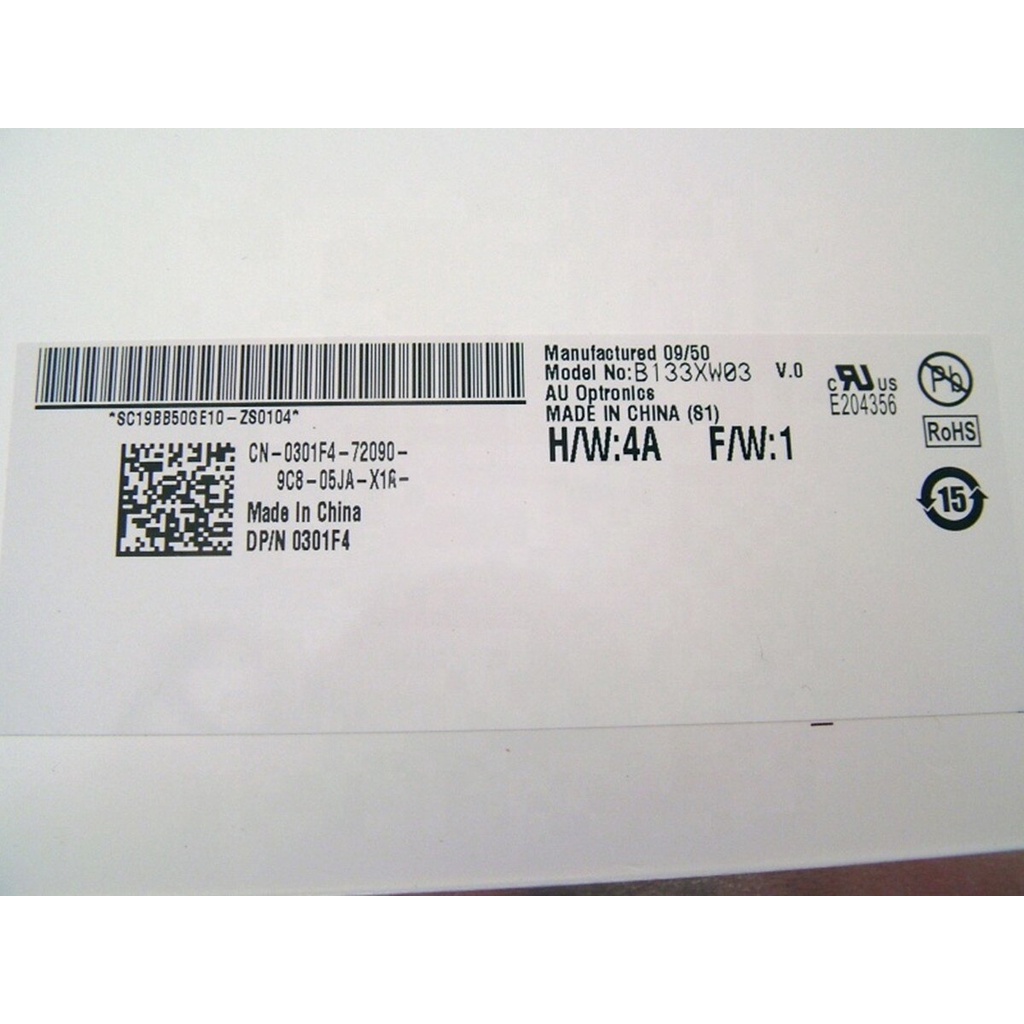 *SC19BB50GE10-ZS0104*
CN-0301F4-72090-
9C8-05JA-X1A-
Made In China
DP/N 0301F4
Manufactured 09/50
Model No:B133XW03 V.0
AU Optronics
MADE IN CHINA (S1)
H/W:4A F/W:1
c RU US
E204356
Pb
RoHS
15